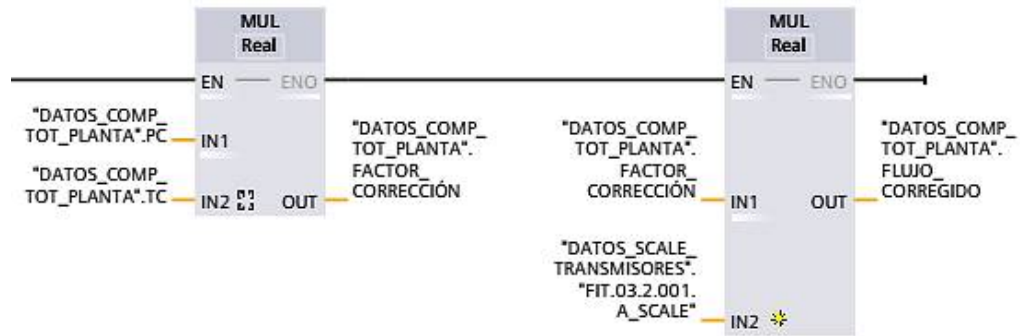 MUL
Real
EN
ENO
"DATOS_COMP_
TOT_PLANTA".PC
IN1
"DATOS_COMP_
TOT_PLANTA".TC
IN2
OUT
"DATOS_COMP_
TOT_PLANTA".
FACTOR_
CORRECCIÓN
MUL
Real
EN
ENO
"DATOS_COMP_
TOT_PLANTA".
FACTOR_
CORRECCIÓN
IN1
"DATOS_SCALE_
TRANSMISORES".
"FIT.03.2.001.
A_SCALE"
IN2
OUT
"DATOS_COMP_
TOT_PLANTA".
FLUJO_
CORREGIDO